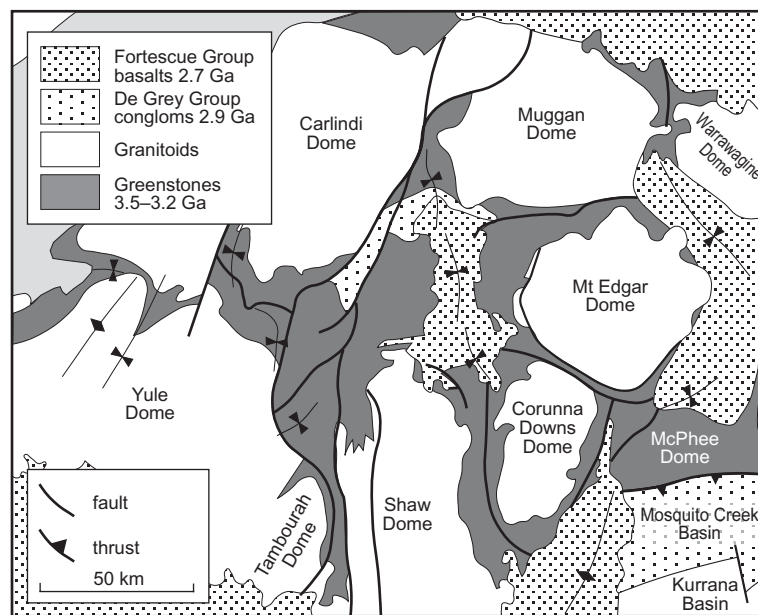 Fortescue Group
basalts 2.7 Ga
De Grey Group
congloms 2.9 Ga
Granitoids
Greenstones
3.5–3.2 Ga
Carlindi
Dome
Muggan
Dome
Warrawagine
Dome
Mt Edgar
Dome
Yule
Dome
Corunna
Downs
Dome
McPhee
Dome
Shaw
Dome
Tambourah
Dome
Mosquito Creek
Basin
Kurrana
Basin
fault
thrust
50 km